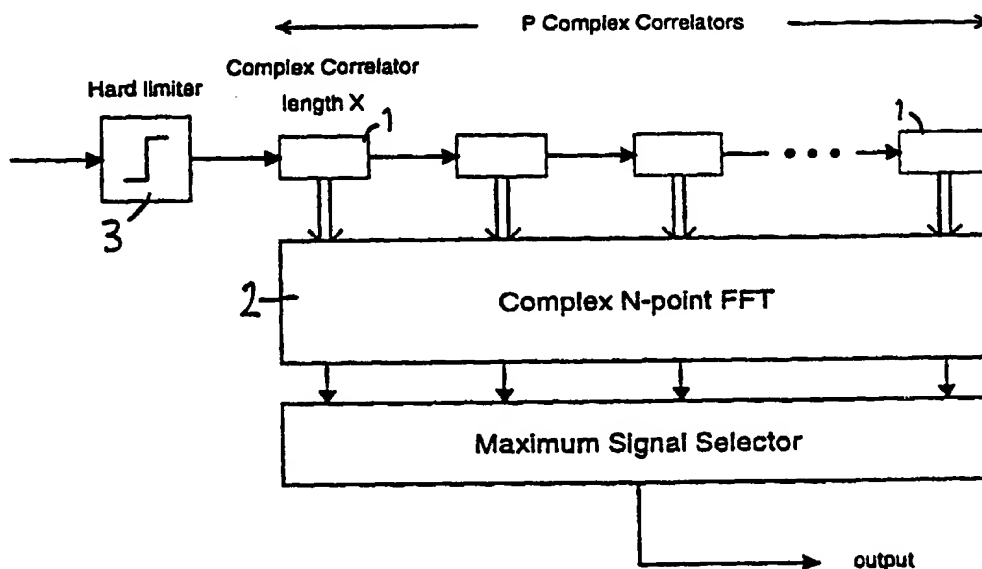 P Complex Correlators
Complex Correlator
Hard limiter
length X
1
1
3
2
Complex N-point FFT
Maximum Signal Selector
output